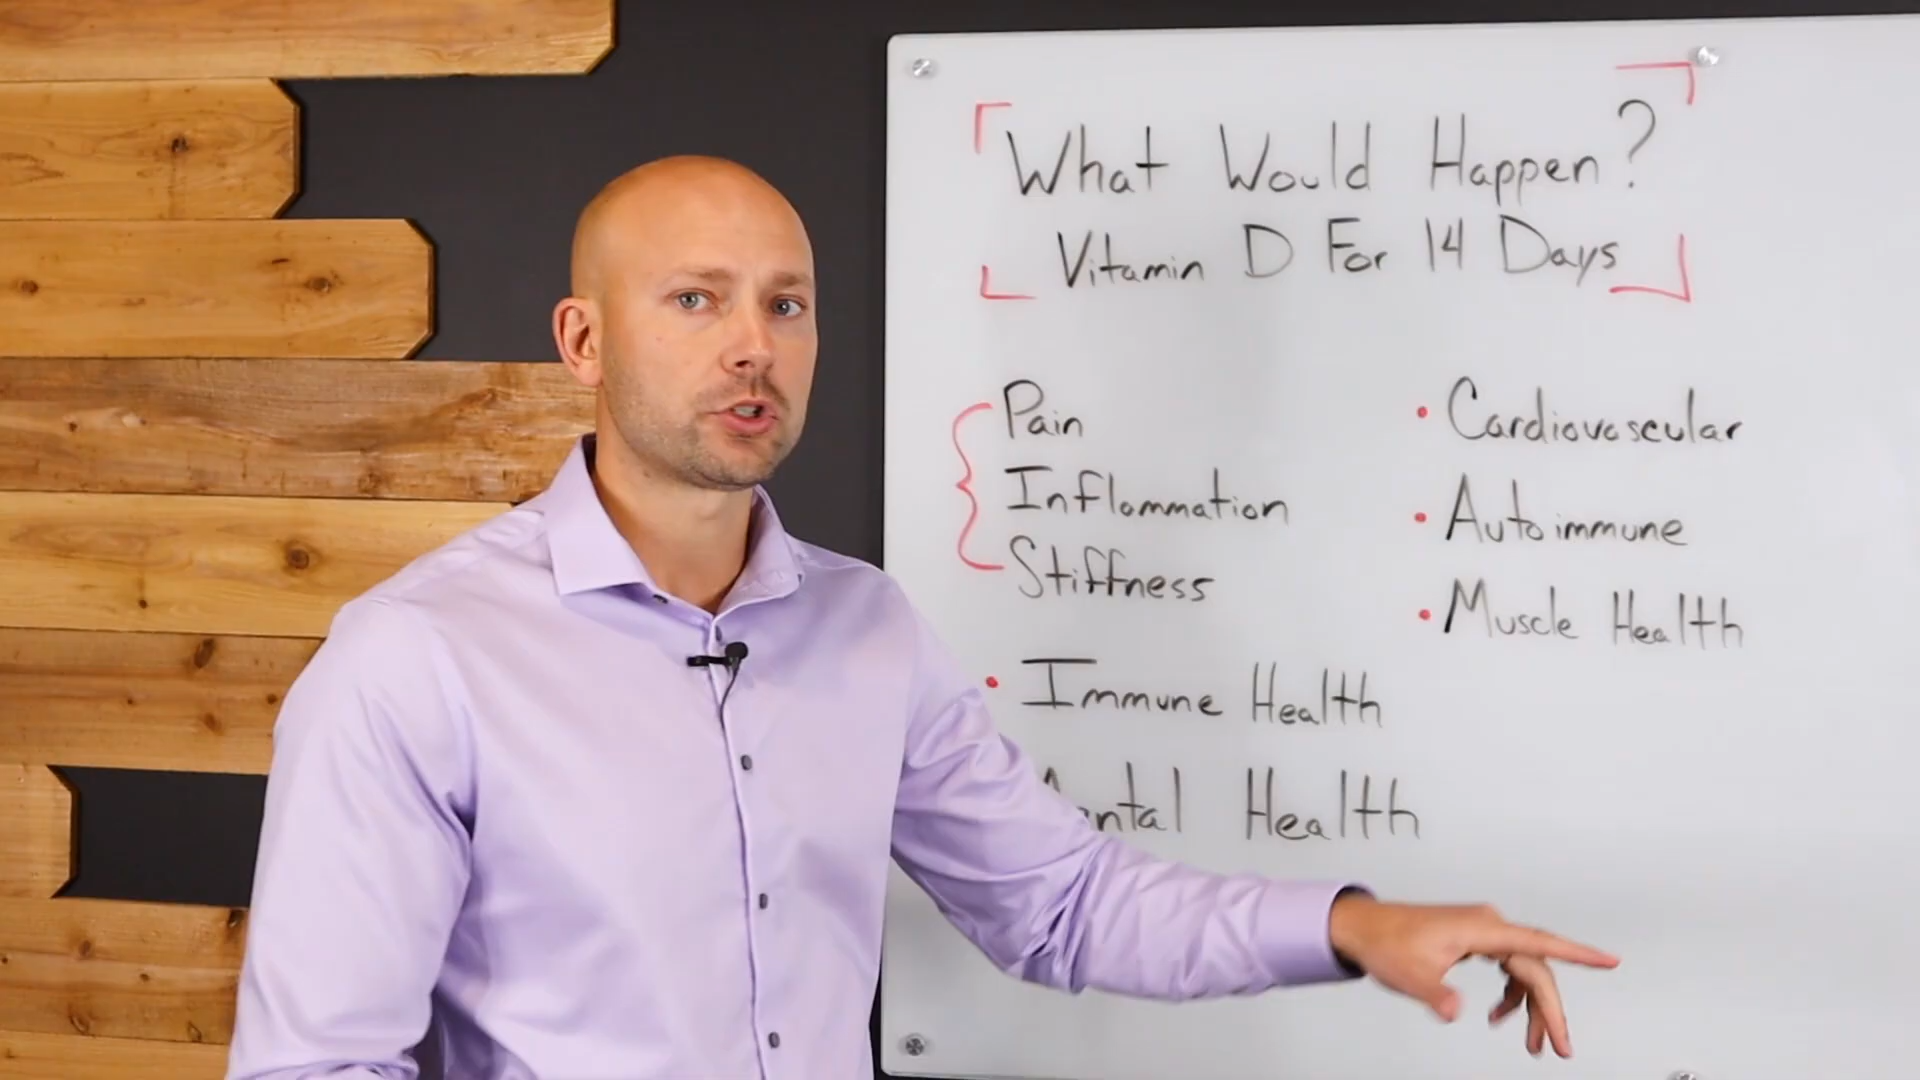 What Would Happen?
Vitamin D For 14 Days
Pain
Inflammation
Stiffness
• Immune Health
Health
• Cardiovascular
• Autoimmune
• Muscle Health